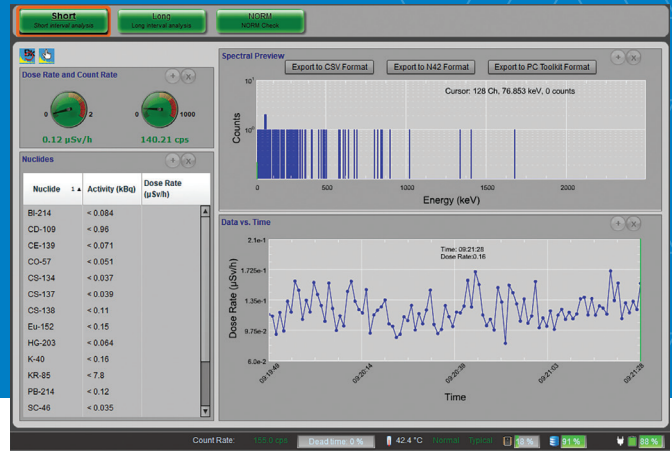 Short
Short interval analysis
Long
Long interval analysis
NORM
NORM Check
Dose Rate and Count Rate
0
2
0
1000
0.12 µSv/h
140.21 cps
Nuclides
Nuclide 1 Activity (kBq) Dose Rate (µSv/h)
BI-214 < 0.084
CD-109 < 0.96
CE-139 < 0.071
CO-57 < 0.051
CS-134 < 0.037
CS-137 < 0.039
CS-138 < 0.11
Eu-152 < 0.15
HG-203 < 0.064
K-40 < 0.16
KR-85 < 7.8
PB-214 < 0.12
SC-46 < 0.035
Spectral Preview
Export to CSV Format
Export to N42 Format
Export to PC Toolkit Format
Cursor: 128 Ch, 76.853 keV, 0 counts
10¹
10⁰
Counts
0 500 1000 1500 2000
Energy (keV)
Data vs. Time
Time: 09:21:28
Dose Rate:0.16
2.1e-1
1.725e-1
1.35e-1
9.75e-2
6.0e-2
Dose Rate (µSv/h)
09:19:49 09:20:14 09:20:39 09:21:03 09:21:28
Time
Count Rate: 155.0 cps Dead time: 0 % 42.4 °C Normal Typical 18 % 91 % 88 %